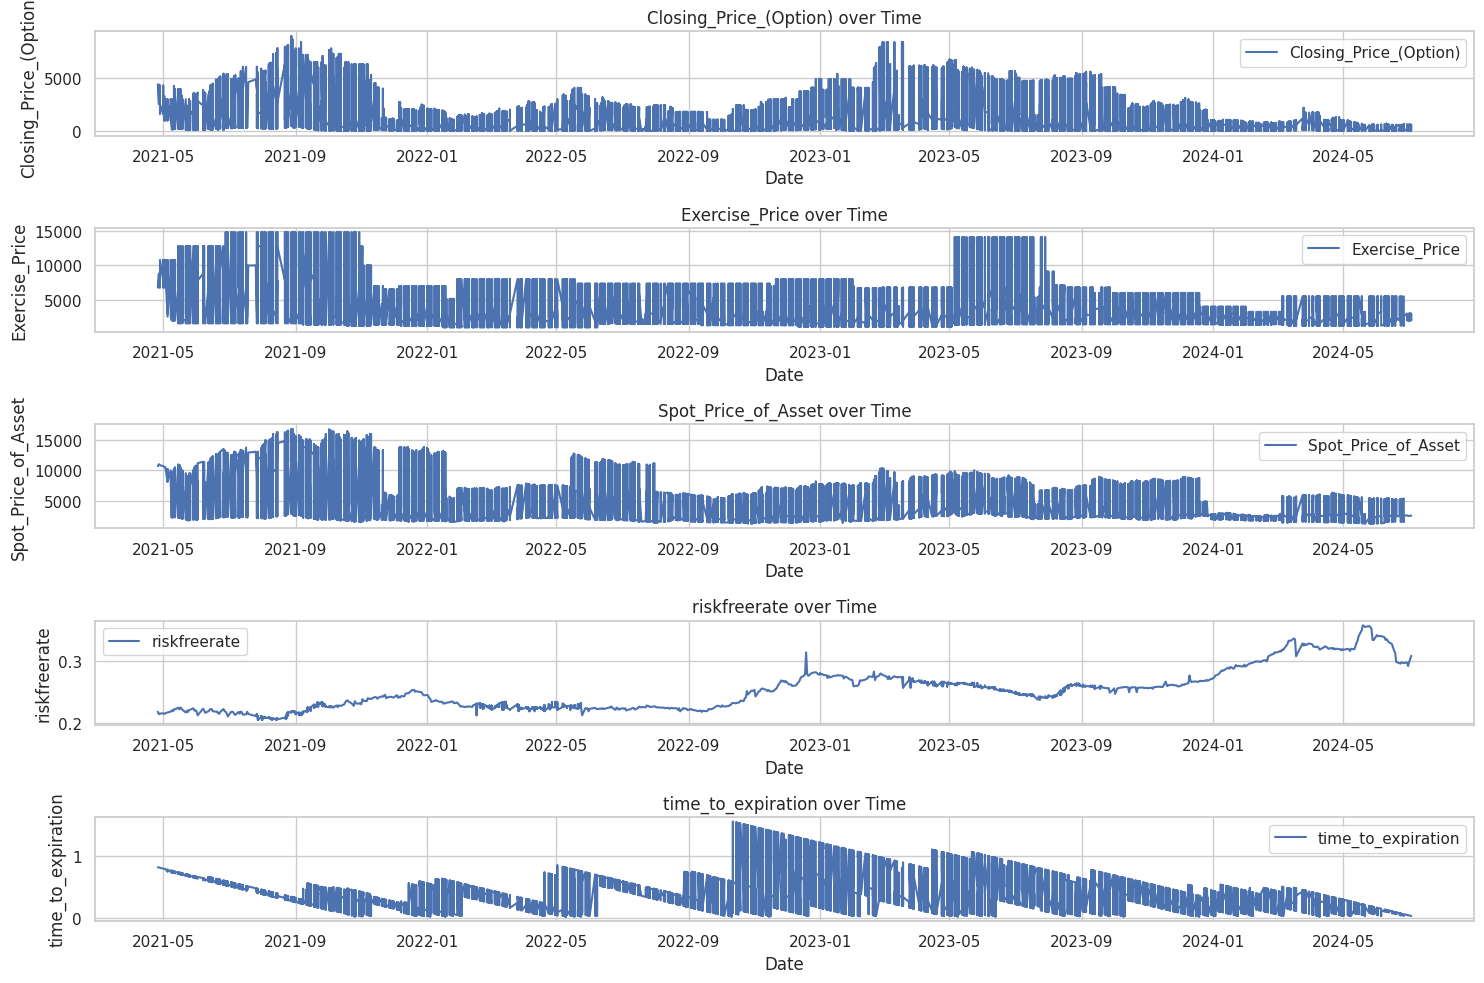 Closing_Price_(Option) over Time
Closing_Price_(Option
5000
0
Closing_Price_(Option)
2021-05 2021-09 2022-01 2022-05 2022-09 2023-01 2023-05 2023-09 2024-01 2024-05
Date
Exercise_Price over Time
Exercise_Price
15000
10000
5000
Exercise_Price
2021-05 2021-09 2022-01 2022-05 2022-09 2023-01 2023-05 2023-09 2024-01 2024-05
Date
Spot_Price_of_Asset over Time
Spot_Price_of_Asset
15000
10000
5000
Spot_Price_of_Asset
2021-05 2021-09 2022-01 2022-05 2022-09 2023-01 2023-05 2023-09 2024-01 2024-05
Date
riskfreerate over Time
riskfreerate
0.3
0.2
riskfreerate
2021-05 2021-09 2022-01 2022-05 2022-09 2023-01 2023-05 2023-09 2024-01 2024-05
Date
time_to_expiration over Time
time_to_expiration
1
0
time_to_expiration
2021-05 2021-09 2022-01 2022-05 2022-09 2023-01 2023-05 2023-09 2024-01 2024-05
Date